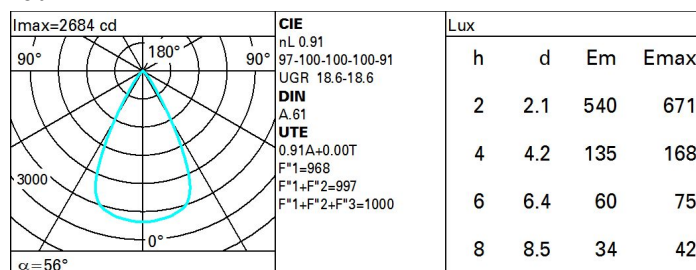 Imax=2684 cd
90°
180°
90°
3000
0°
α=56°
CIE
nL 0.91
97-100-100-100-91
UGR 18.6-18.6
DIN
A.61
UTE
0.91A+0.00T
F"1=968
F"1+F"2=997
F"1+F"2+F"3=1000
Lux
h d Em Emax
2 2.1 540 671
4 4.2 135 168
6 6.4 60 75
8 8.5 34 42